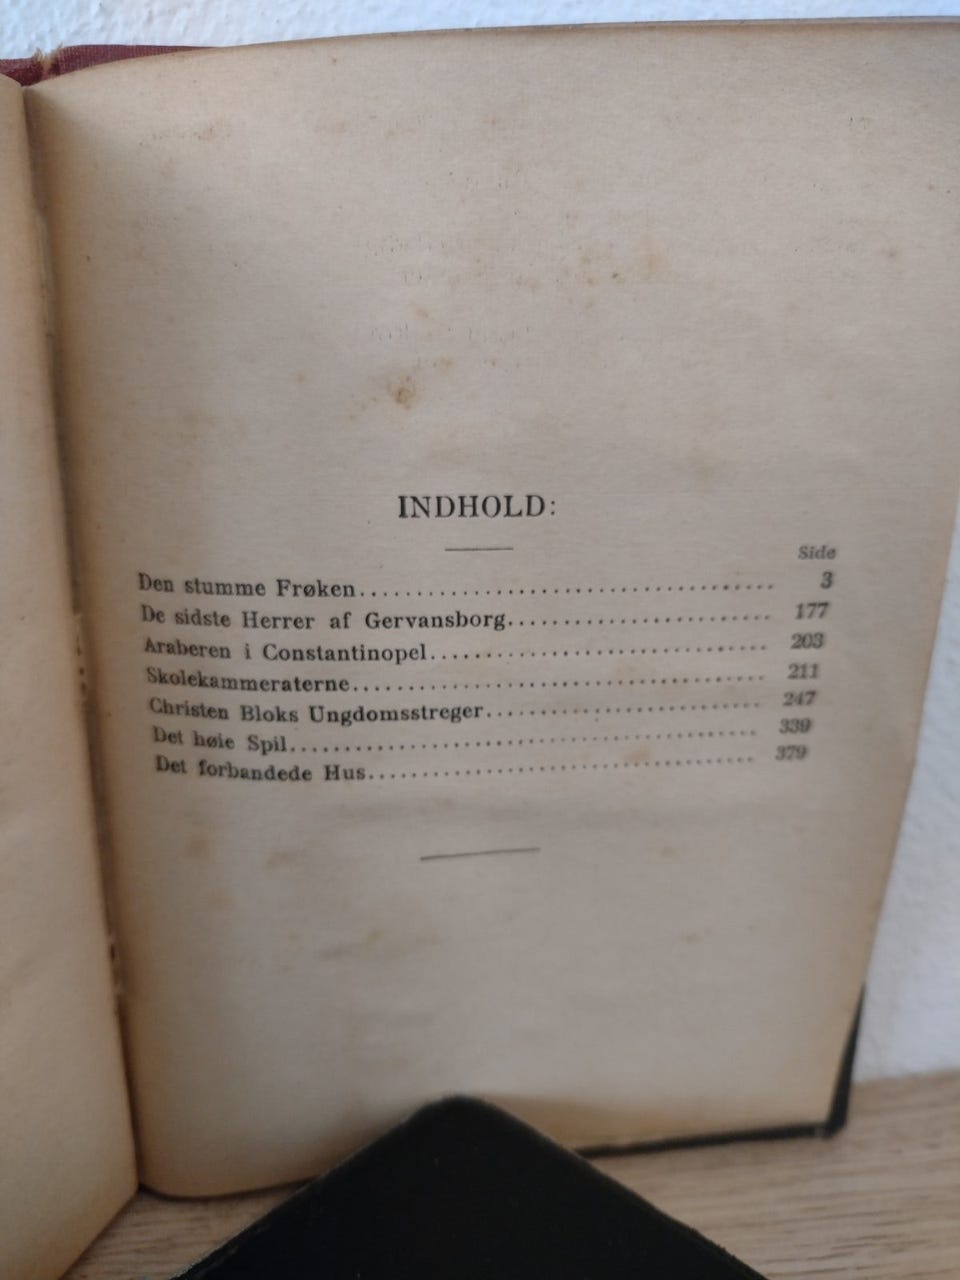 INDHOLD:
Side
Den stumme Frøken........................................ 3
De sidste Herrer af Gervansborg......................... 177
Araberen i Constantinopel................................ 203
Skolekammeraterne........................................ 211
Christen Bloks Ungdomsstreger........................... 247
Det høie Spil............................................ 339
Det forbandede Hus....................................... 379